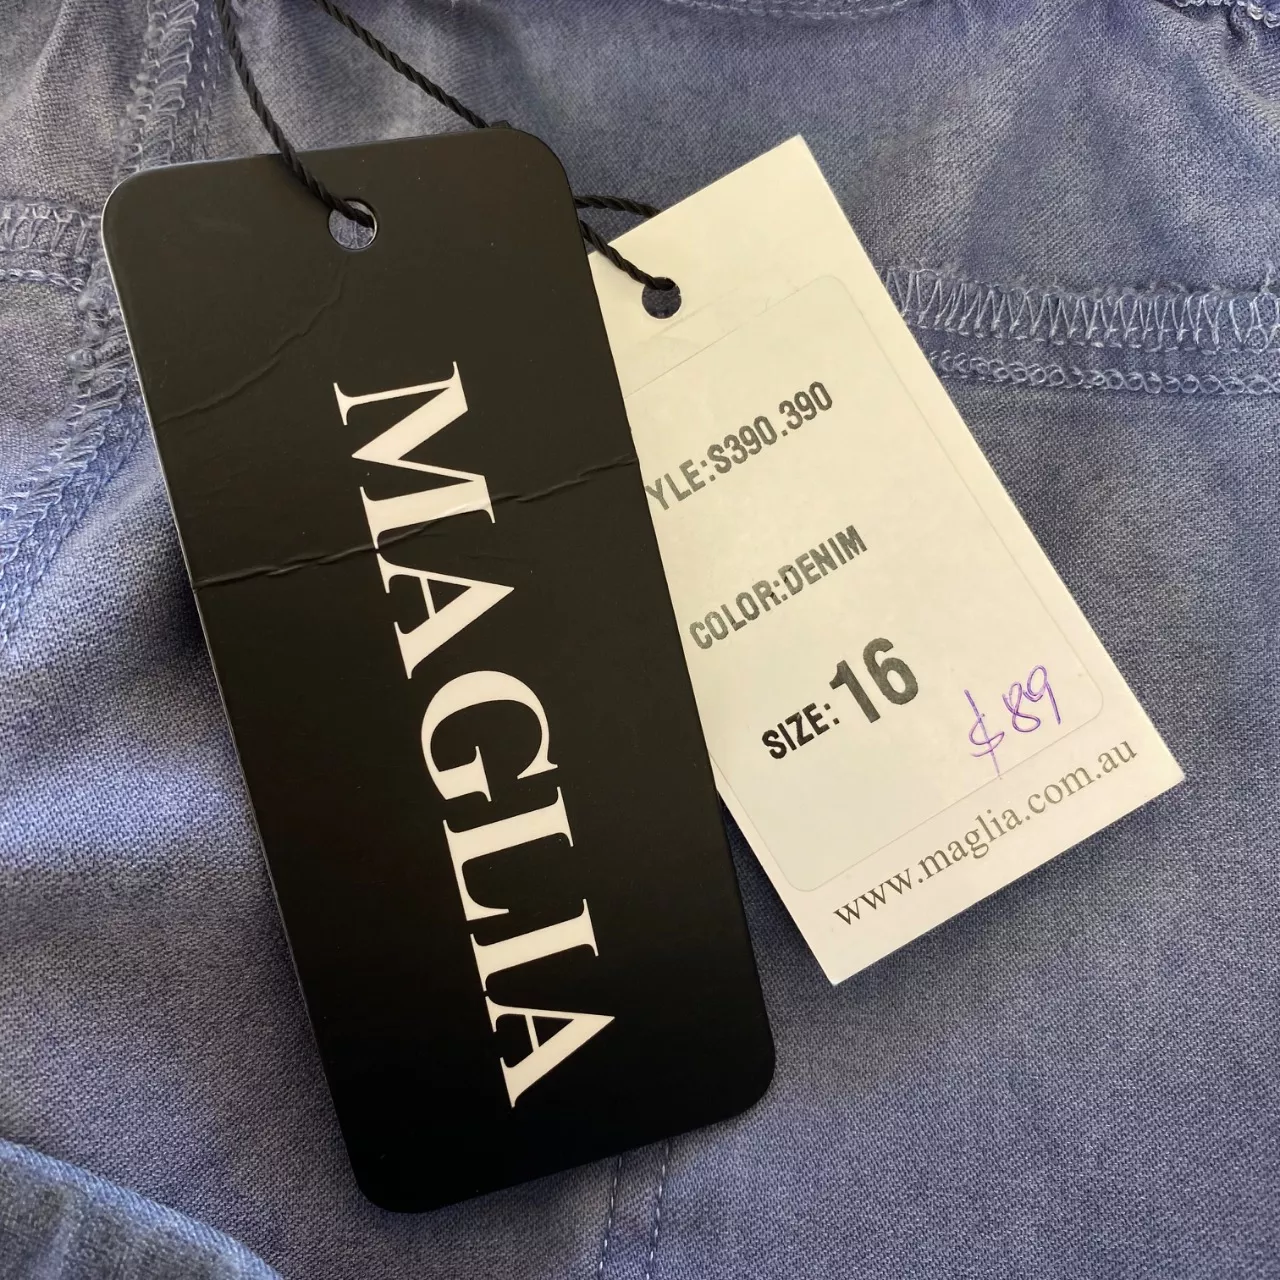 MAGLIA
YLE:S390.390
COLOR:DENIM
SIZE: 16
$89
www.maglia.com.au